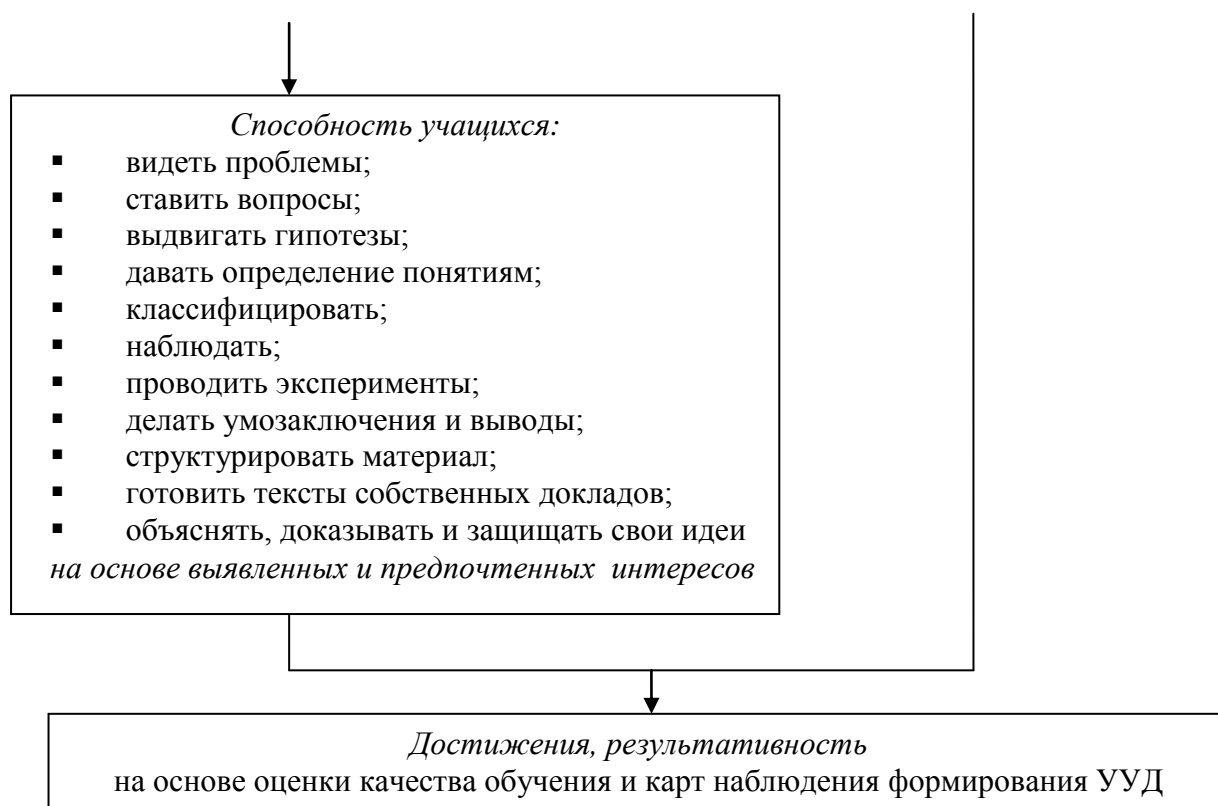 Способность учащихся:
▪ видеть проблемы;
▪ ставить вопросы;
▪ выдвигать гипотезы;
▪ давать определение понятиям;
▪ классифицировать;
▪ наблюдать;
▪ проводить эксперименты;
▪ делать умозаключения и выводы;
▪ структурировать материал;
▪ готовить тексты собственных докладов;
▪ объяснять, доказывать и защищать свои идеи
на основе выявленных и предпочтенных интересов
Достижения, результативность
на основе оценки качества обучения и карт наблюдения формирования УУД